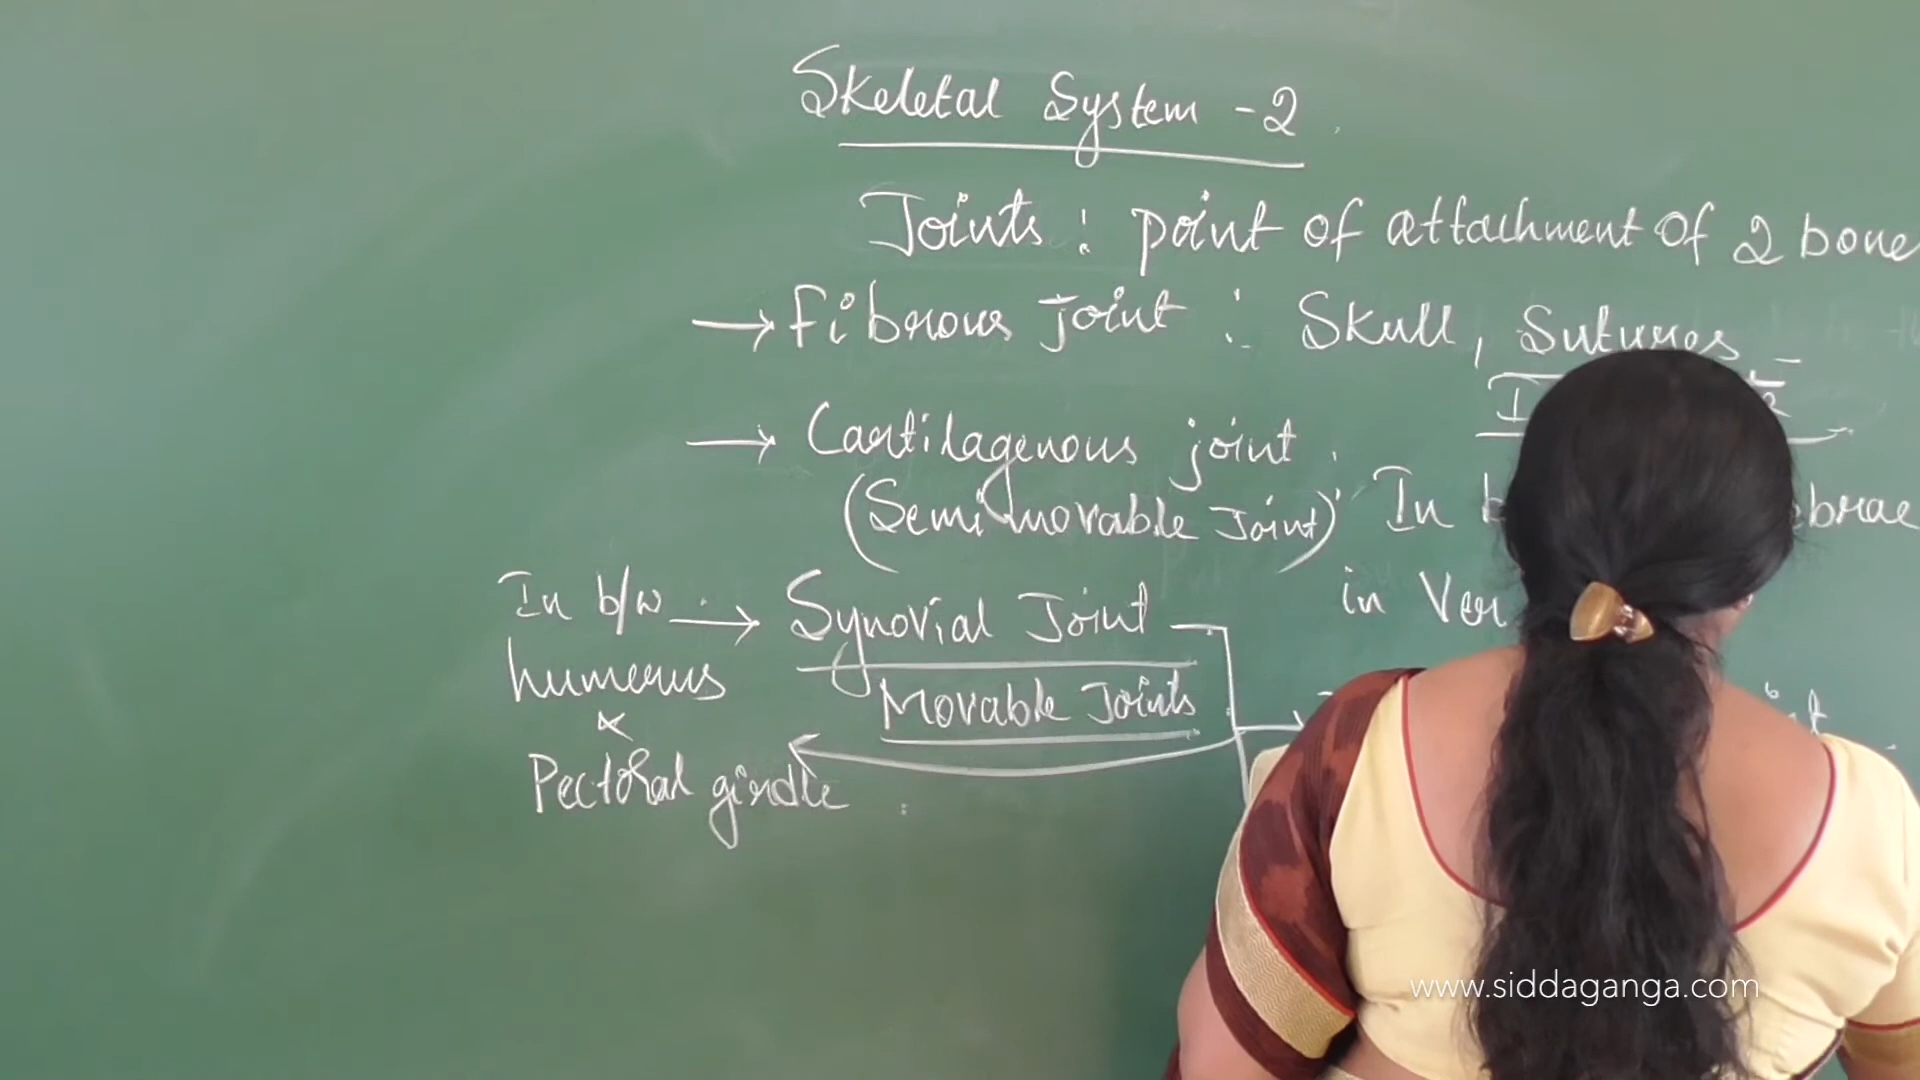 Skeletal System - 2
Joints : point of attachment of 2 bone
→ Fibrous joint : Skull, Sutures
→ Cartilagenous joint :
(Semi movable Joint) In
in
In b/w → Synovial Joint
humerus
Movable Joints
&
Pectoral girdle
www.siddaganga.com